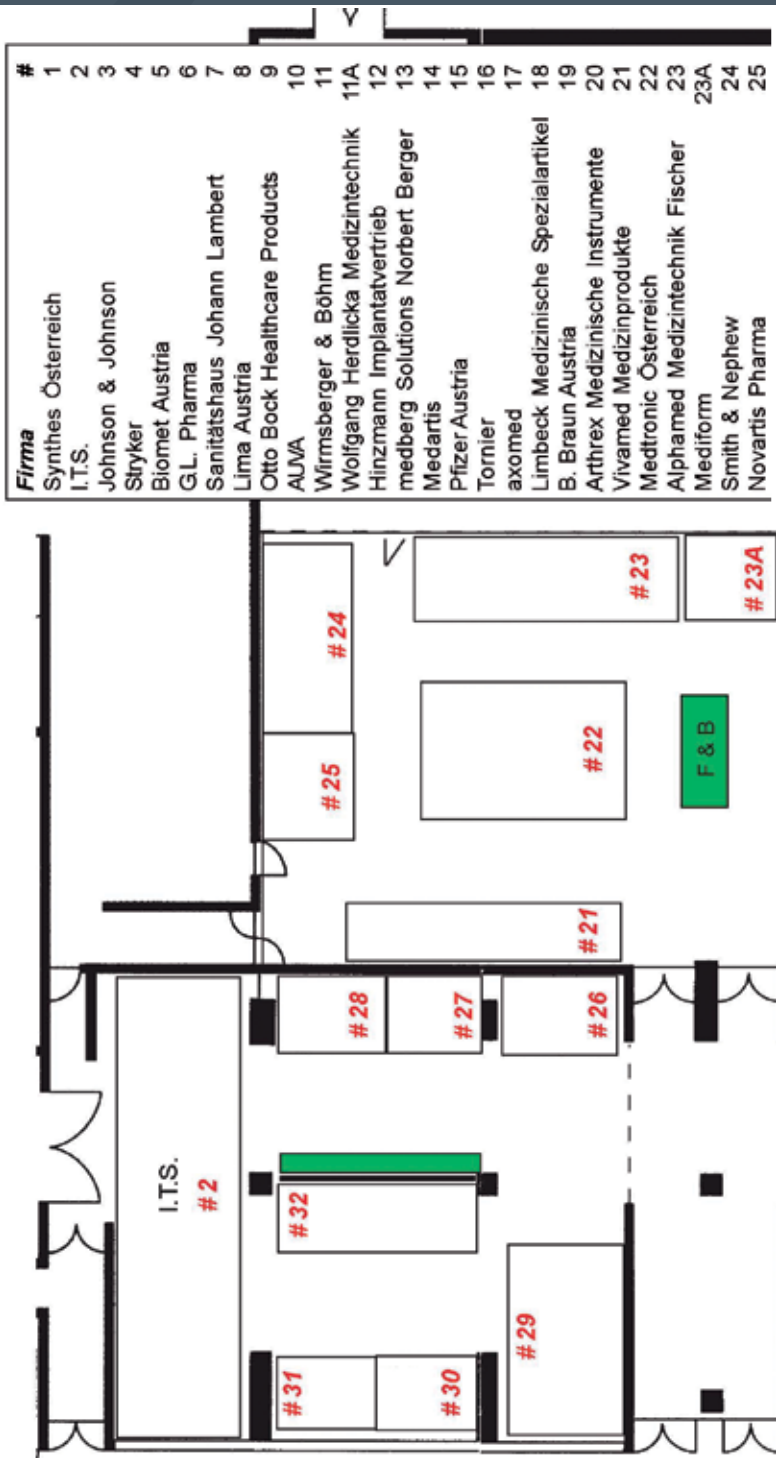 Firma #
Synthes Österreich 1
I.T.S. 2
Johnson & Johnson 3
Stryker 4
Biomet Austria 5
G.L. Pharma 6
Sanitätshaus Johann Lambert 7
Lima Austria 8
Otto Bock Healthcare Products 9
AUVA 10
Wirnsberger & Böhm 11
Wolfgang Herdlicka Medizintechnik 11A
Hinzmann Implantatvertrieb 12
medberg Solutions Norbert Berger 13
Medartis 14
Pfizer Austria 15
Tornier 16
axomed 17
Limbeck Medizinische Spezialartikel 18
B. Braun Austria 19
Arthrex Medizinische Instrumente 20
Vivamed Medizinprodukte 21
Medtronic Österreich 22
Alphamed Medizintechnik Fischer 23
Mediform 23A
Smith & Nephew 24
Novartis Pharma 25
I.T.S.
# 2
# 31
# 32
# 28
# 25
# 24
# 30
# 27
# 29
# 26
# 21
# 22
# 23
F & B
# 23A